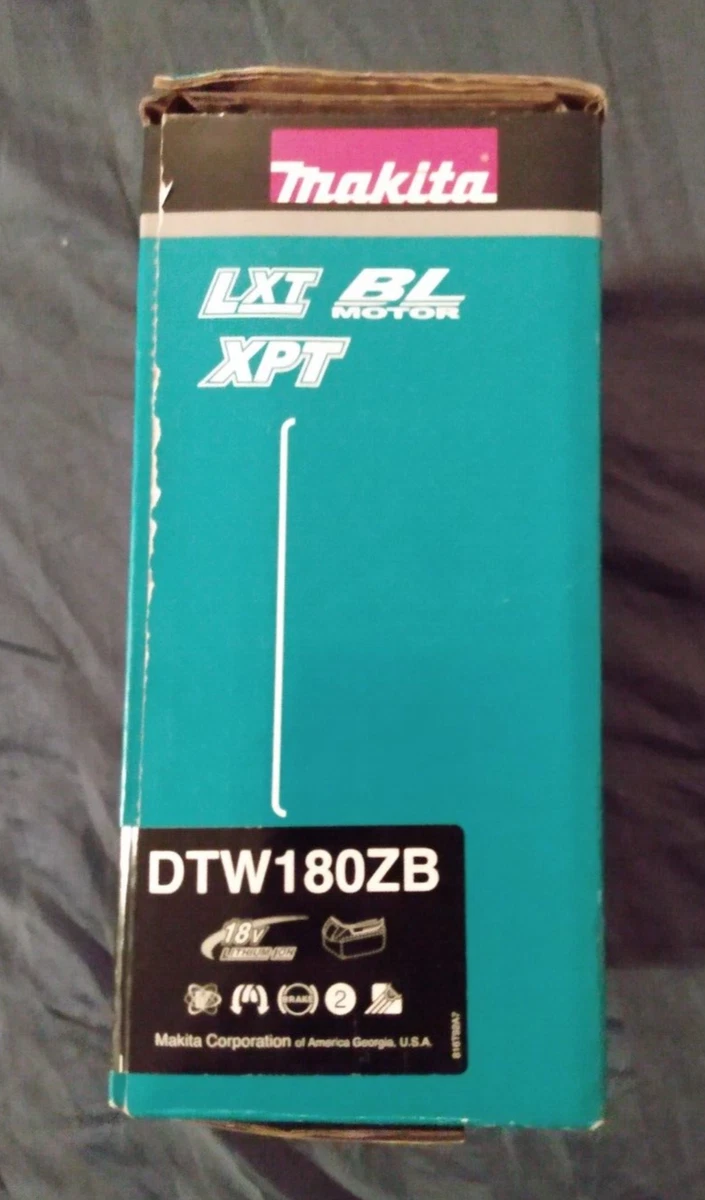 makita
LXT BL
MOTOR
XPT
DTW180ZB
18V
LITHIUM-ION
BRAKE 2
Makita Corporation of America Georgia, U.S.A.